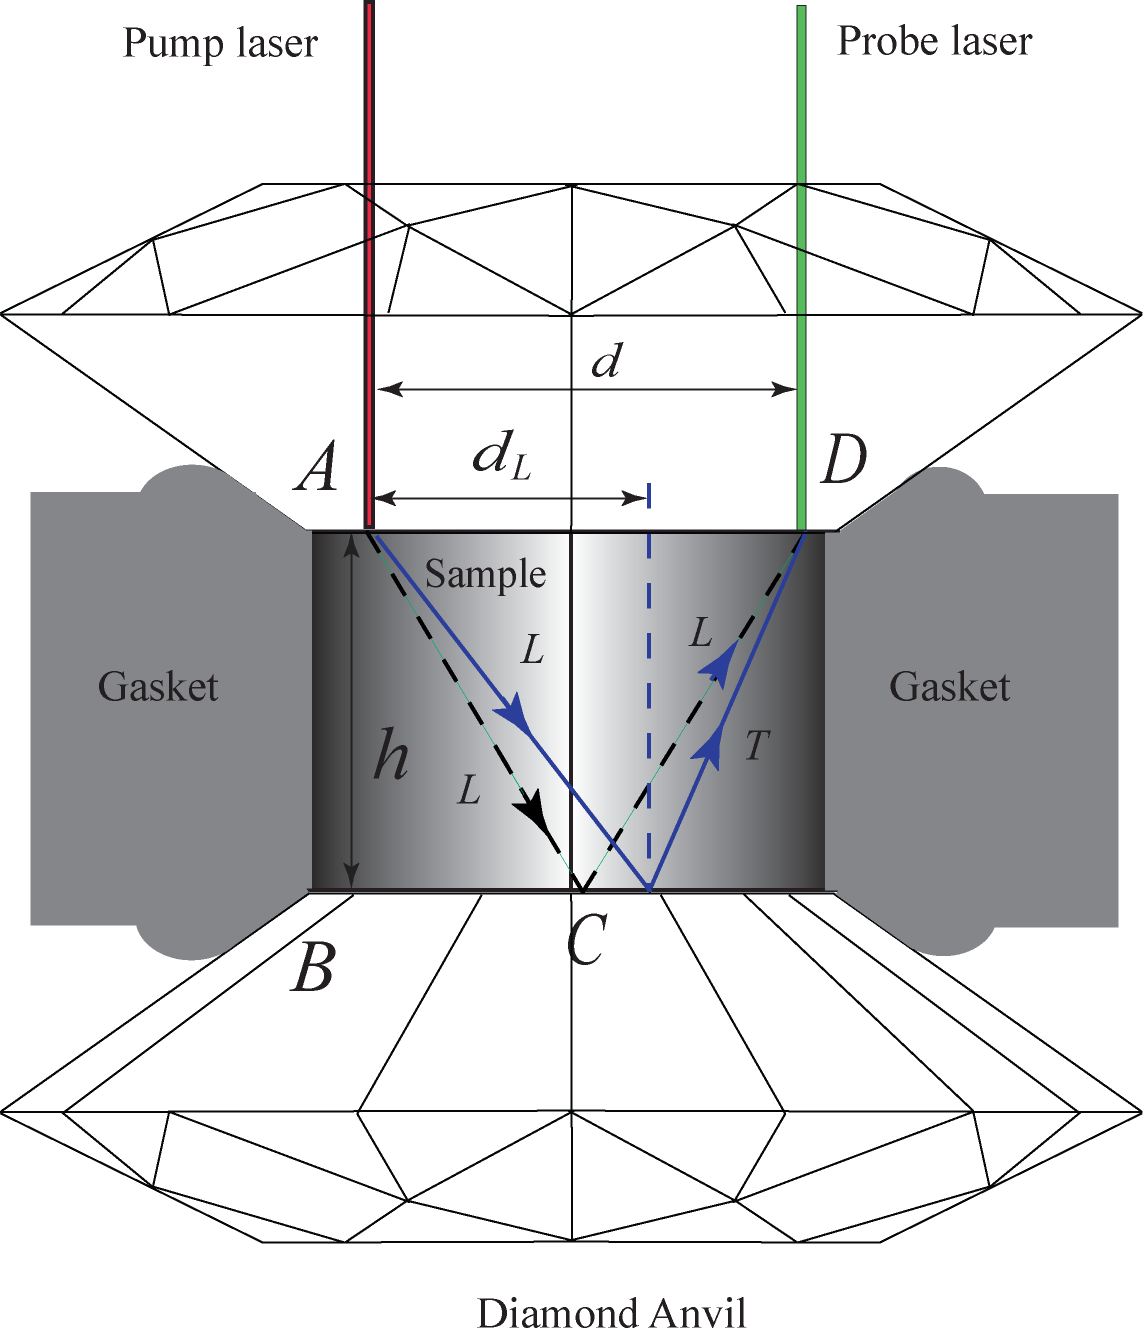 Pump laser
Probe laser
d
A
d_L
D
Sample
L
L
Gasket
Gasket
h
T
L
B
C
Diamond Anvil